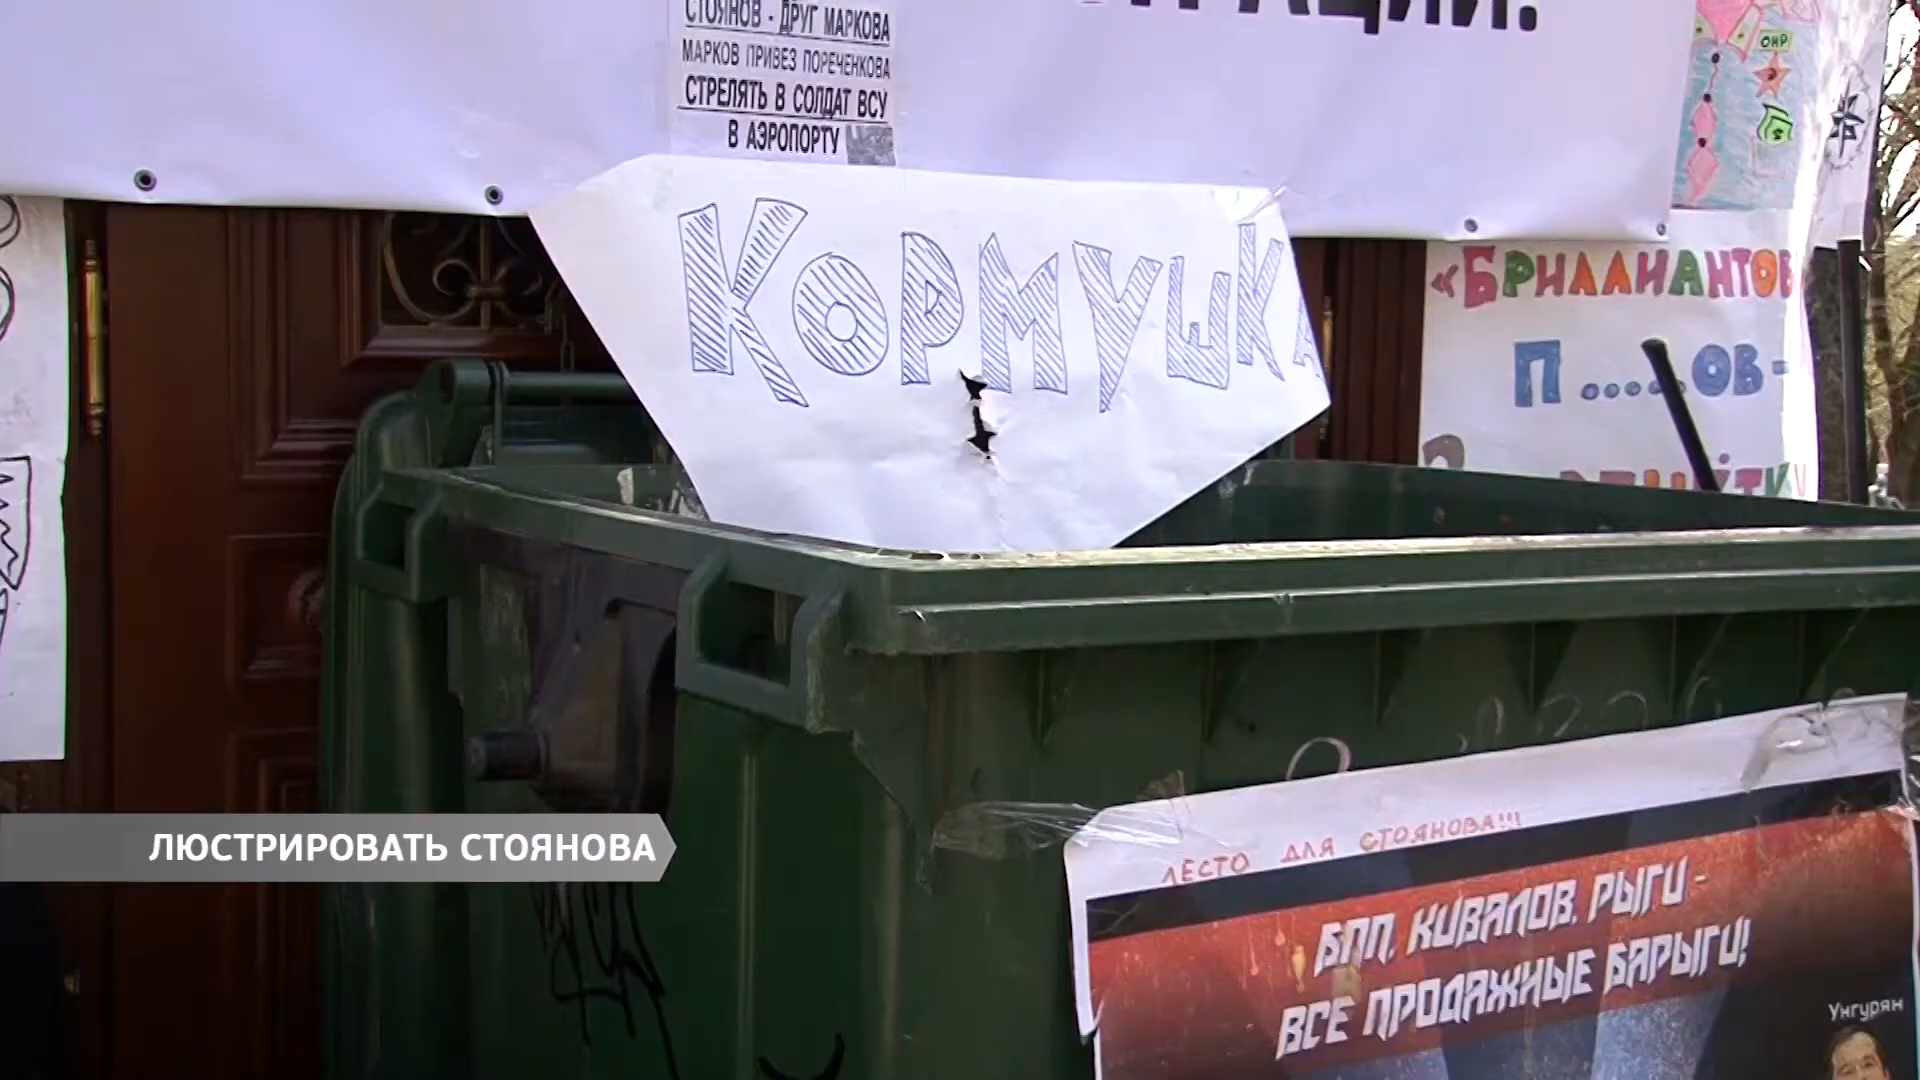 СТОЯНОВ - ДРУГ МАРКОВА
МАРКОВ ПРИВЕЗ ПОРЕЧЕНКОВА
СТРЕЛЯТЬ В СОЛДАТ ВСУ
В АЭРОПОРТУ
КОРМУШКА
ОНР
«БРИЛЛИАНТОВ
П.....ОВ-
ЛЮСТРИРОВАТЬ СТОЯНОВА
МЕСТО ДЛЯ СТОЯНОВА!!!
БПП, КИВАЛОВ, РЫГИ -
ВСЕ ПРОДАЖНЫЕ БАРЫГИ!
Унгурян